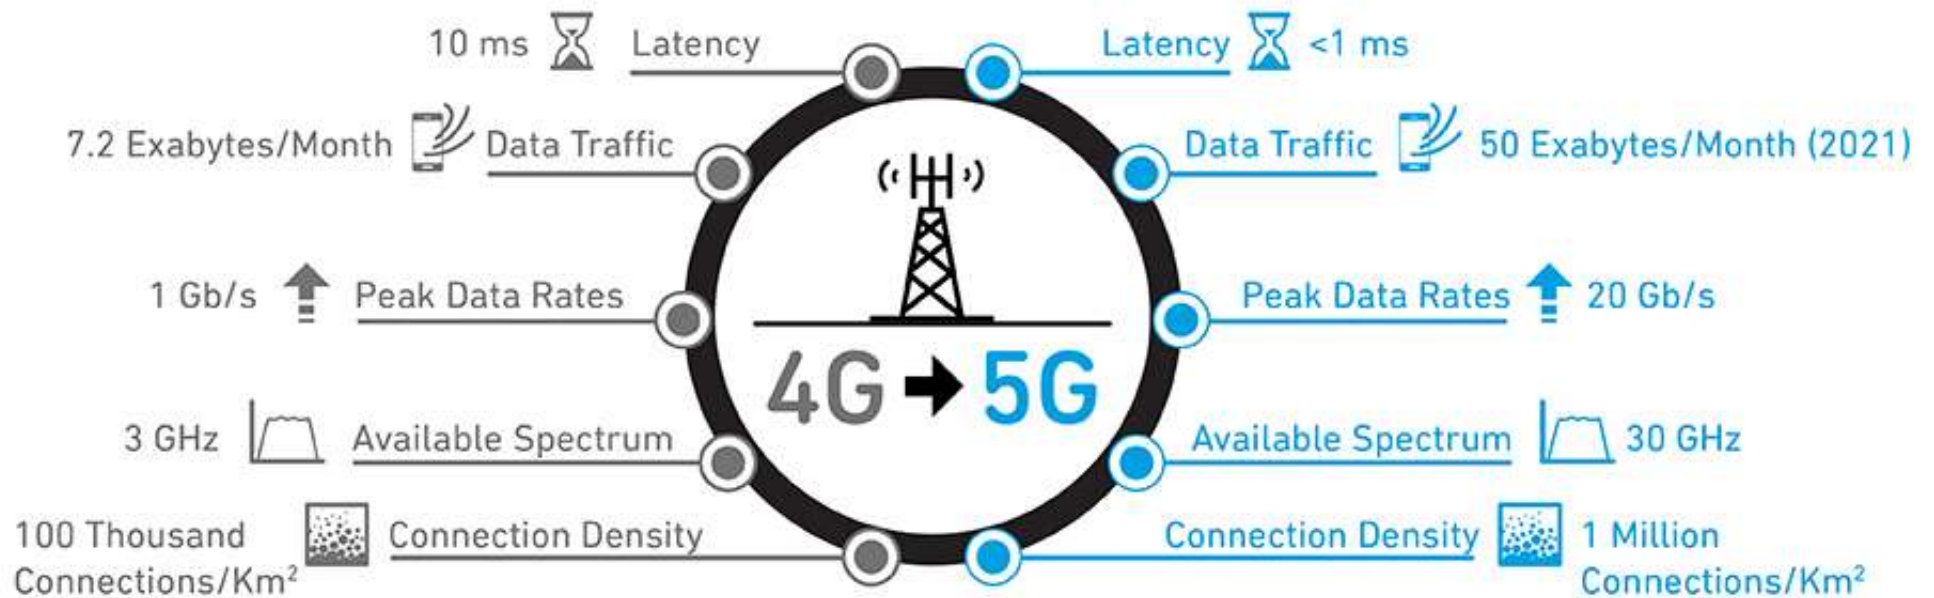 10 ms Latency
Latency <1 ms
7.2 Exabytes/Month Data Traffic
Data Traffic 50 Exabytes/Month (2021)
1 Gb/s Peak Data Rates
Peak Data Rates 20 Gb/s
4G 5G
3 GHz Available Spectrum
Available Spectrum 30 GHz
100 Thousand
Connections/Km²
Connection Density
Connection Density
1 Million
Connections/Km²